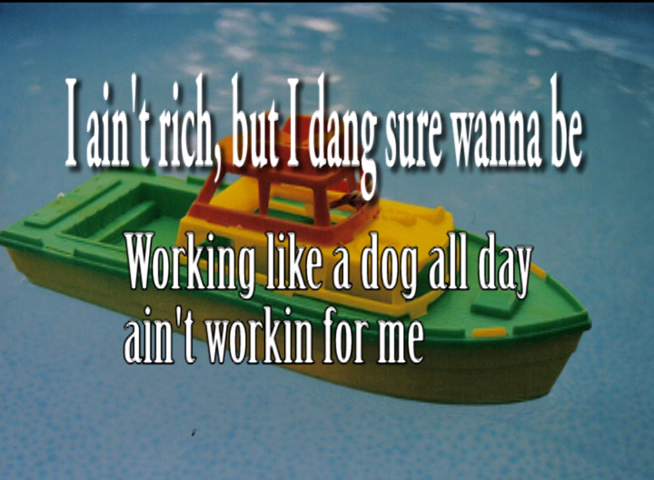 I ain't rich, but I dang sure wanna be
Working like a dog all day
ain't workin for me